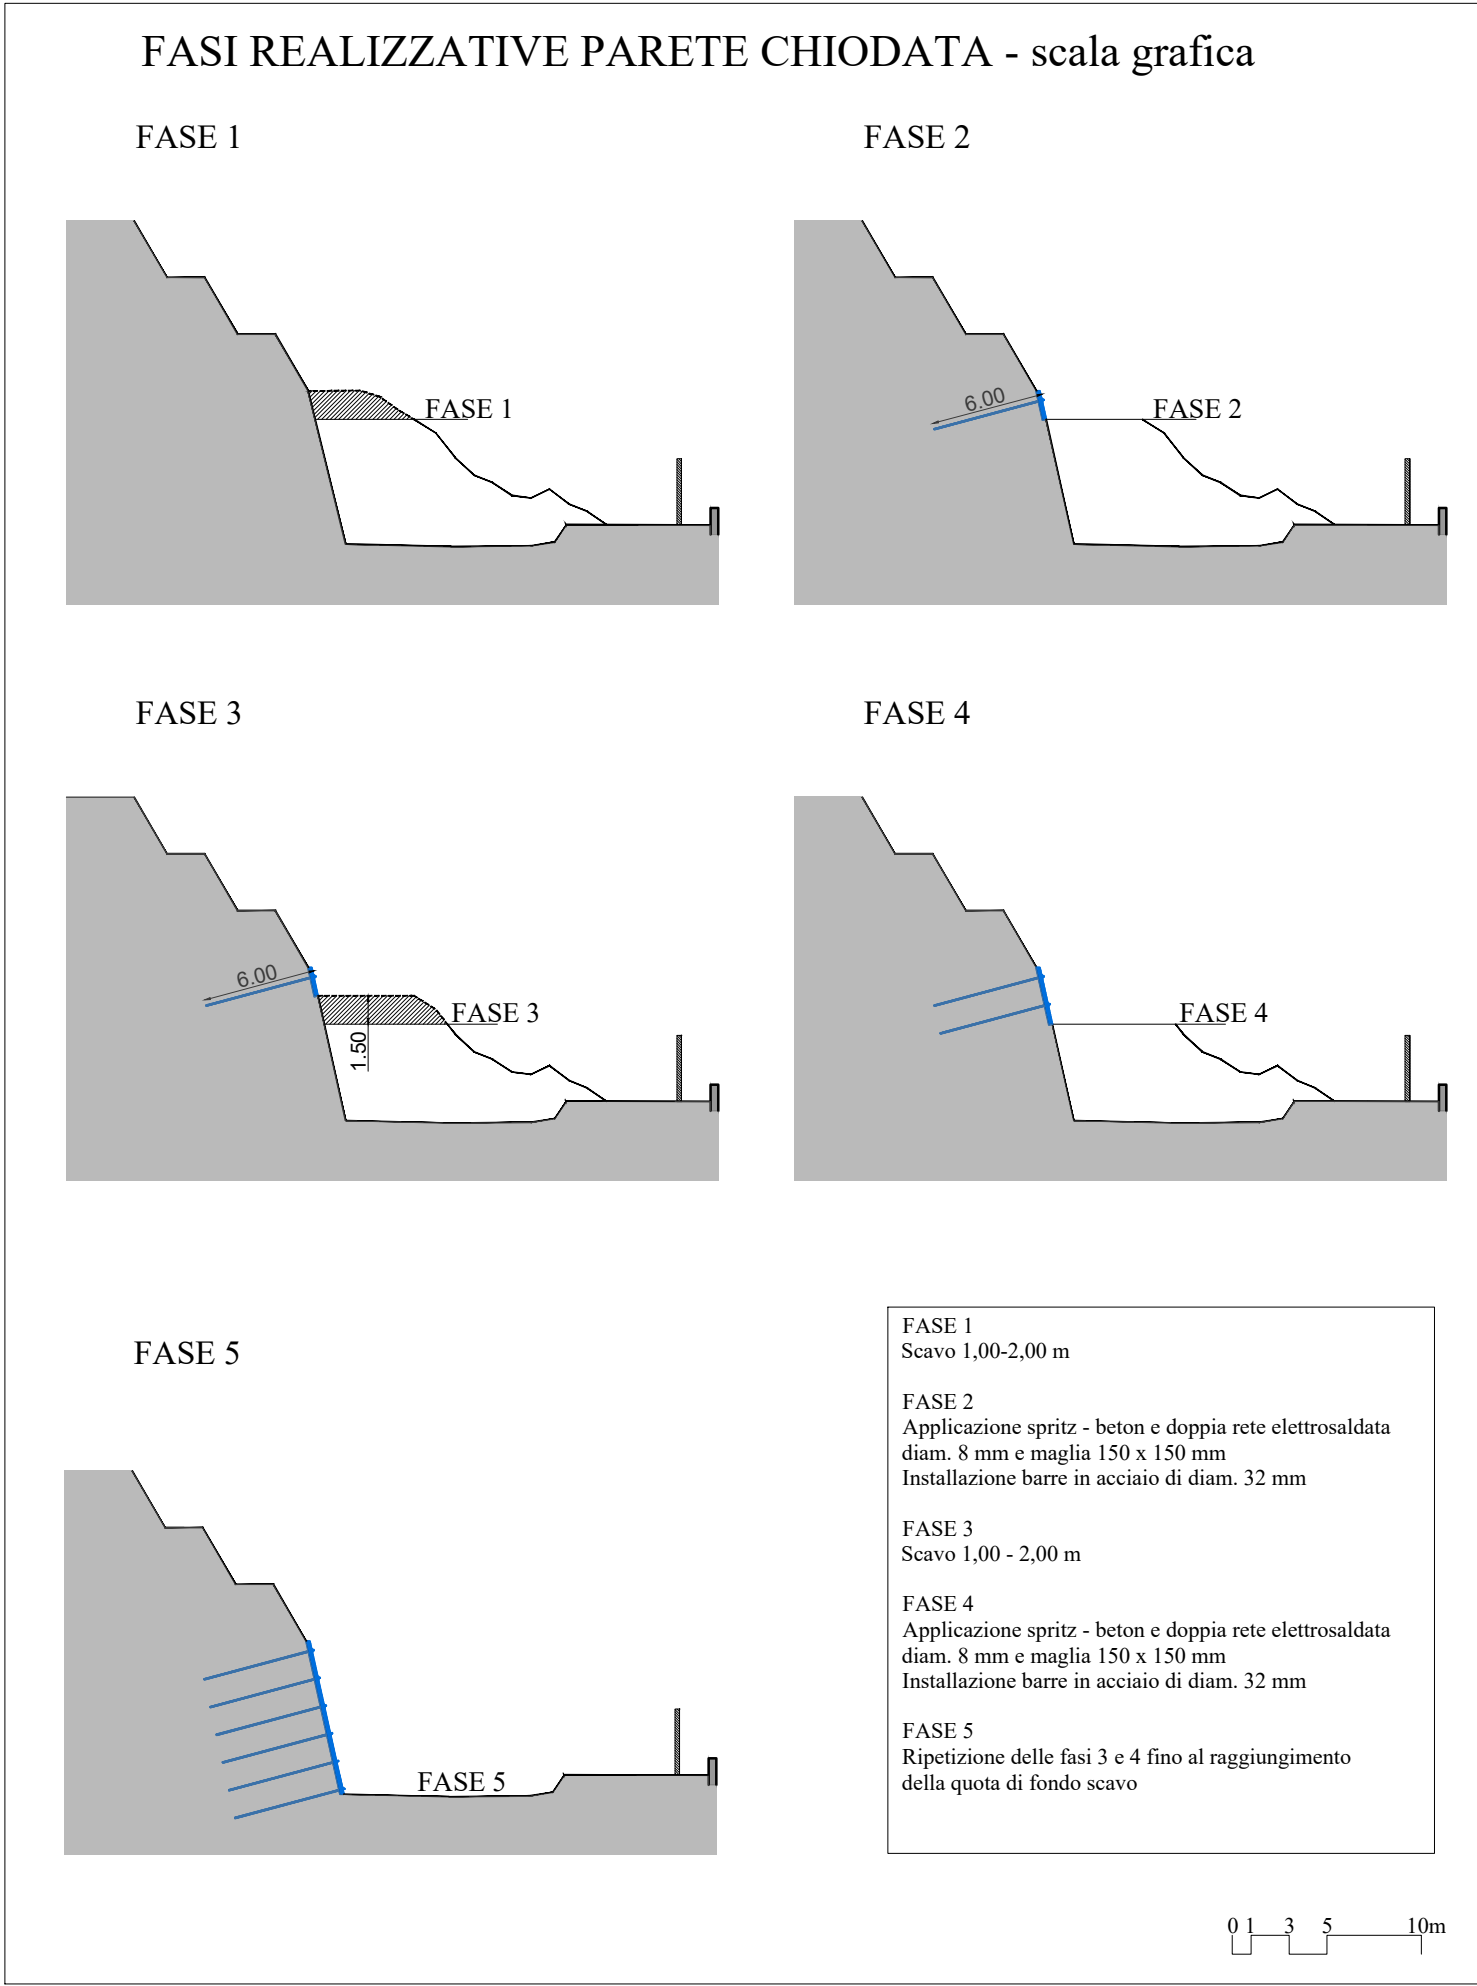 FASI REALIZZATIVE PARETE CHIODATA - scala grafica
FASE 1
FASE 2
FASE 1
6.00
FASE 2
FASE 3
FASE 4
6.00
FASE 3
1.50
FASE 4
FASE 5
FASE 5
FASE 1
Scavo 1,00-2,00 m
FASE 2
Applicazione spritz - beton e doppia rete elettrosaldata
diam. 8 mm e maglia 150 x 150 mm
Installazione barre in acciaio di diam. 32 mm
FASE 3
Scavo 1,00 - 2,00 m
FASE 4
Applicazione spritz - beton e doppia rete elettrosaldata
diam. 8 mm e maglia 150 x 150 mm
Installazione barre in acciaio di diam. 32 mm
FASE 5
Ripetizione delle fasi 3 e 4 fino al raggiungimento
della quota di fondo scavo
0 1 3 5 10m